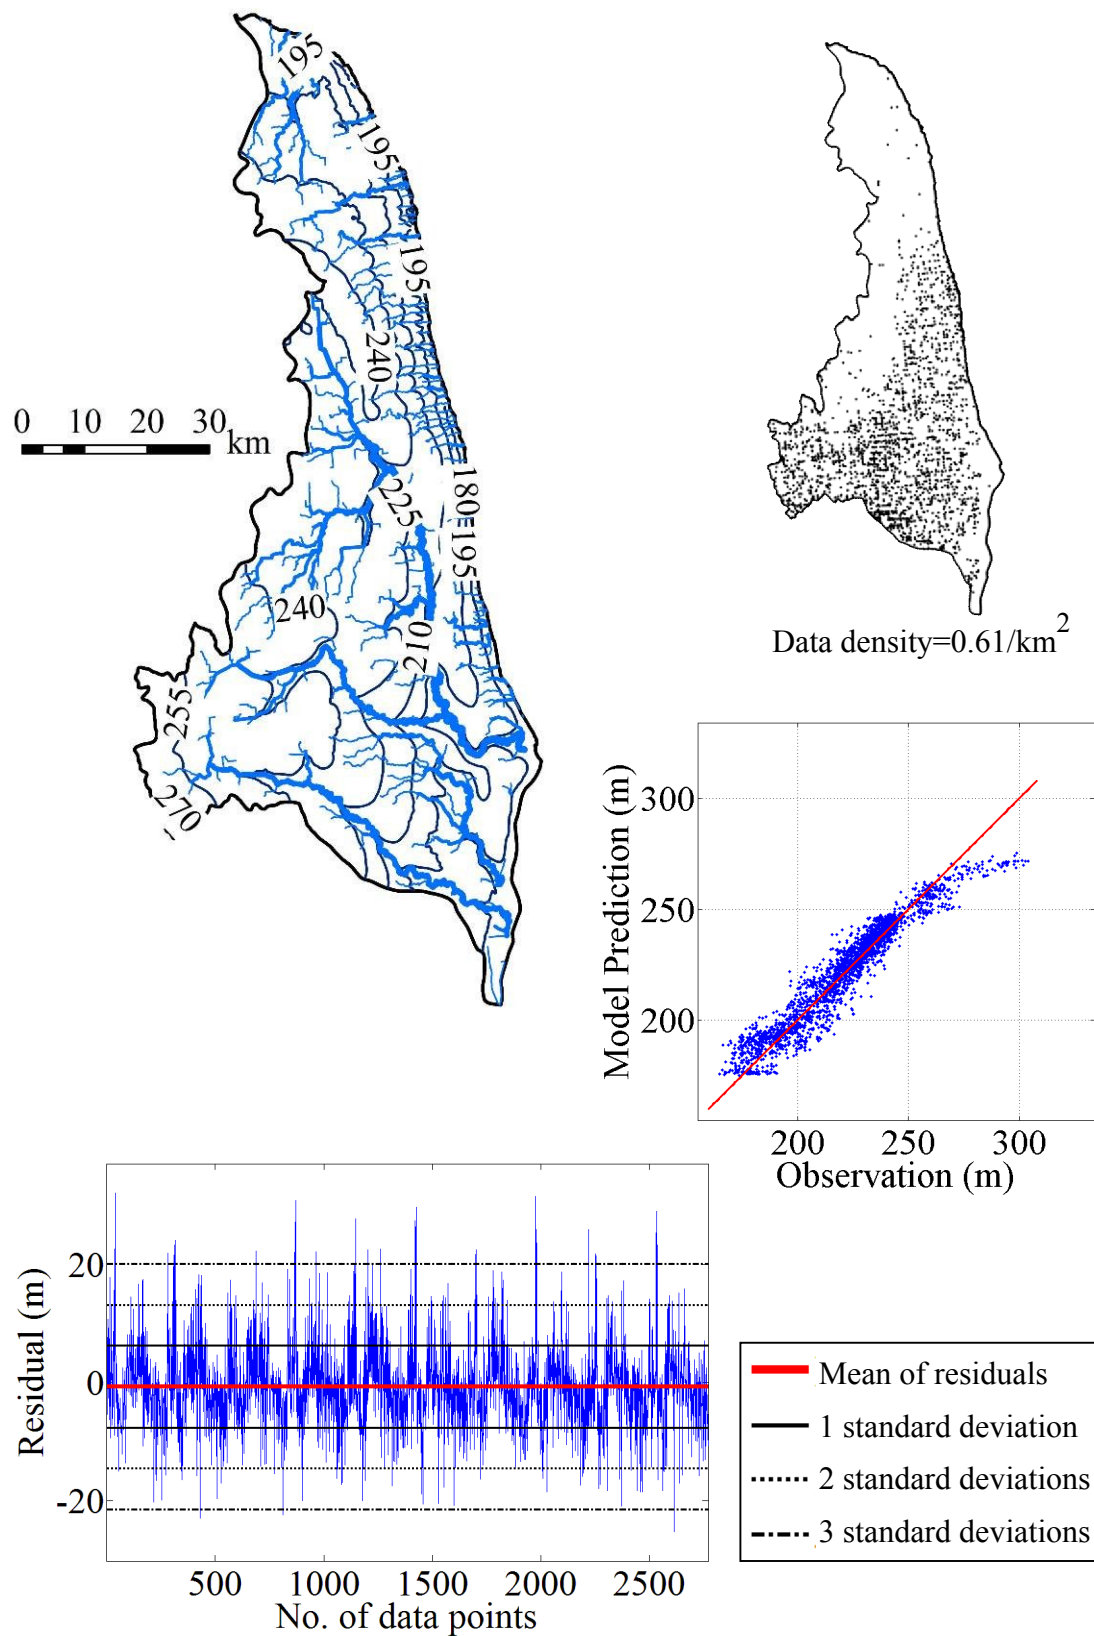 195
195
195
240
0 10 20 30
km
180
195
225
240
210
255
270
Data density=0.61/km2
Model Prediction (m)
300
250
200
200 250 300
Observation (m)
Residual (m)
20
0
-20
500 1000 1500 2000 2500
No. of data points
Mean of residuals
1 standard deviation
2 standard deviations
3 standard deviations